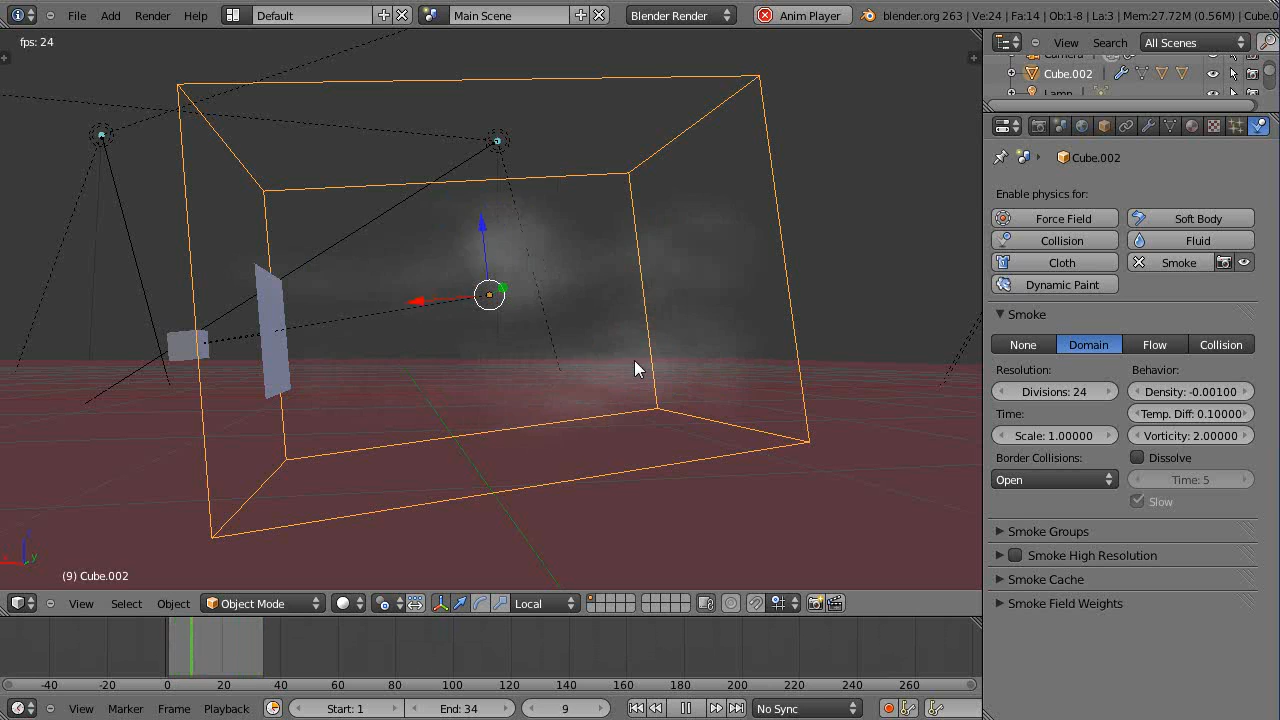 File Add Render Help Default Main Scene Blender Render Anim Player blender.org 263 | Ve:24 | Fa:14 | Ob:1-8 | La:3 | Mem:27.72M (0.56M) | Cube.0
fps: 24
View Search All Scenes
Cube.002
Lamp
Cube.002
Enable physics for:
Force Field Soft Body
Collision Fluid
Cloth Smoke
Dynamic Paint
Smoke
None Domain Flow Collision
Resolution: Behavior:
Divisions: 24 Density: -0.00100
Time: Temp. Diff: 0.10000
Scale: 1.00000 Vorticity: 2.00000
Border Collisions: Dissolve
Open Time: 5
Slow
Smoke Groups
Smoke High Resolution
Smoke Cache
Smoke Field Weights
z
x y
(9) Cube.002
View Select Object Object Mode Local
-40 -20 0 20 40 60 80 100 120 140 160 180 200 220 240 260
View Marker Frame Playback Start: 1 End: 34 9 No Sync